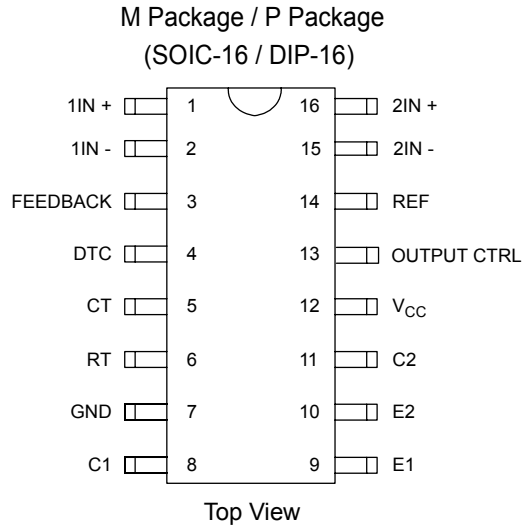 M Package / P Package
(SOIC-16 / DIP-16)
1IN + 1 16 2IN +
1IN - 2 15 2IN -
FEEDBACK 3 14 REF
DTC 4 13 OUTPUT CTRL
CT 5 12 VCC
RT 6 11 C2
GND 7 10 E2
C1 8 9 E1
Top View